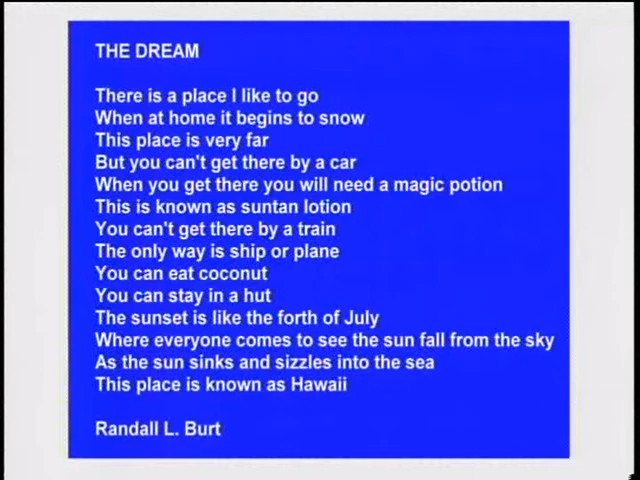 THE DREAM
There is a place I like to go
When at home it begins to snow
This place is very far
But you can't get there by a car
When you get there you will need a magic potion
This is known as suntan lotion
You can't get there by a train
The only way is ship or plane
You can eat coconut
You can stay in a hut
The sunset is like the forth of July
Where everyone comes to see the sun fall from the sky
As the sun sinks and sizzles into the sea
This place is known as Hawaii
Randall L. Burt